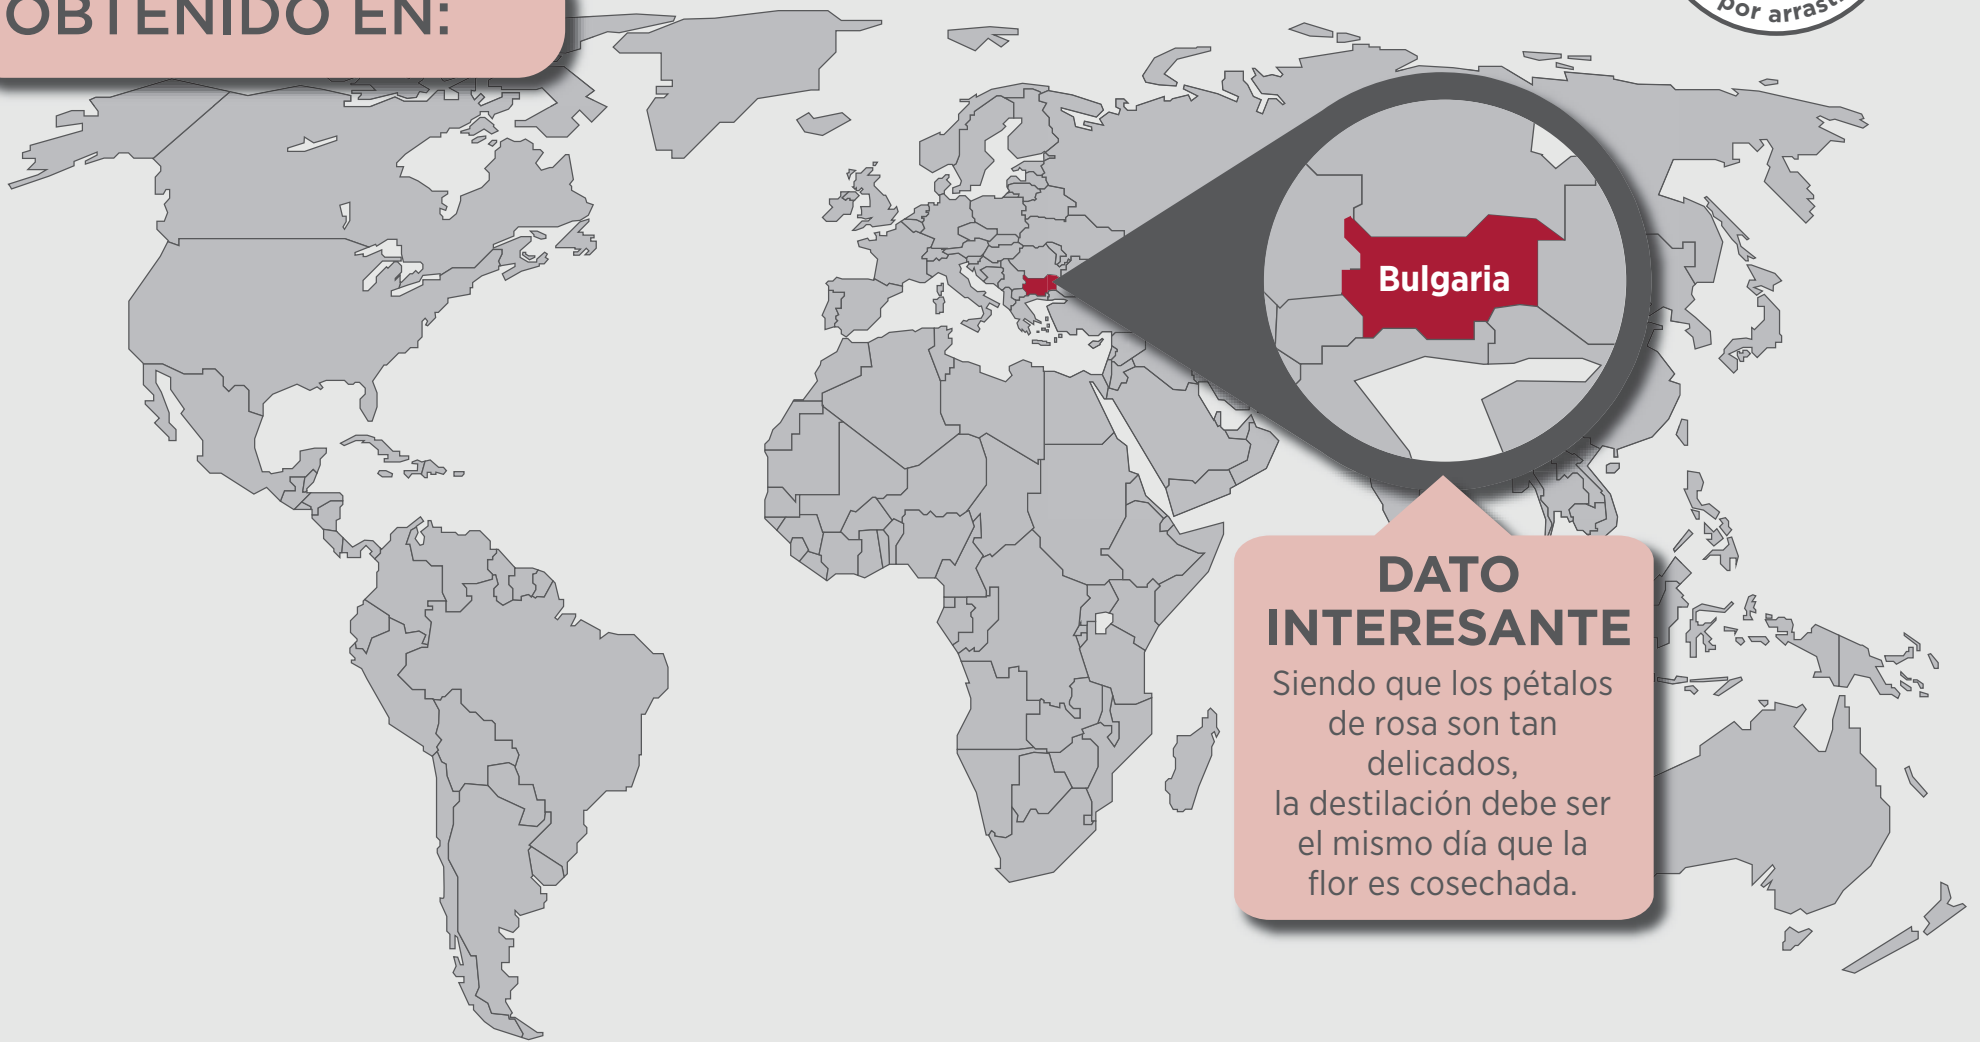 OBTENIDO EN:
por
Bulgaria
DATO
INTERESANTE
Siendo que los pétalos
de rosa son tan
delicados,
la destilación debe ser
el mismo día que la
flor es cosechada.